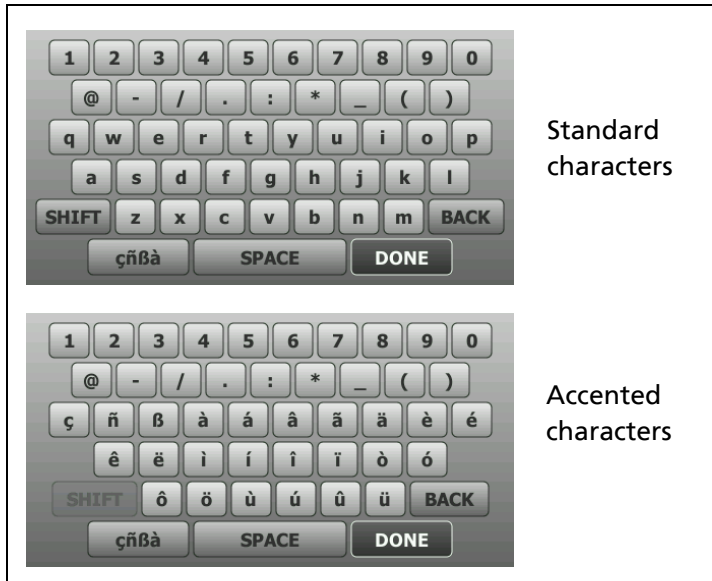 1 2 3 4 5 6 7 8 9 0
@ - / . : * _ ( )
q w e r t y u i o p
a s d f g h j k l
SHIFT z x c v b n m BACK
çñßà SPACE DONE
Standard
characters
1 2 3 4 5 6 7 8 9 0
@ - / . : * _ ( )
ç ñ ß à á â ã ä è é
ê ë ì í î ï ò ó
SHIFT ô ö ù ú û ü BACK
çñßà SPACE DONE
Accented
characters